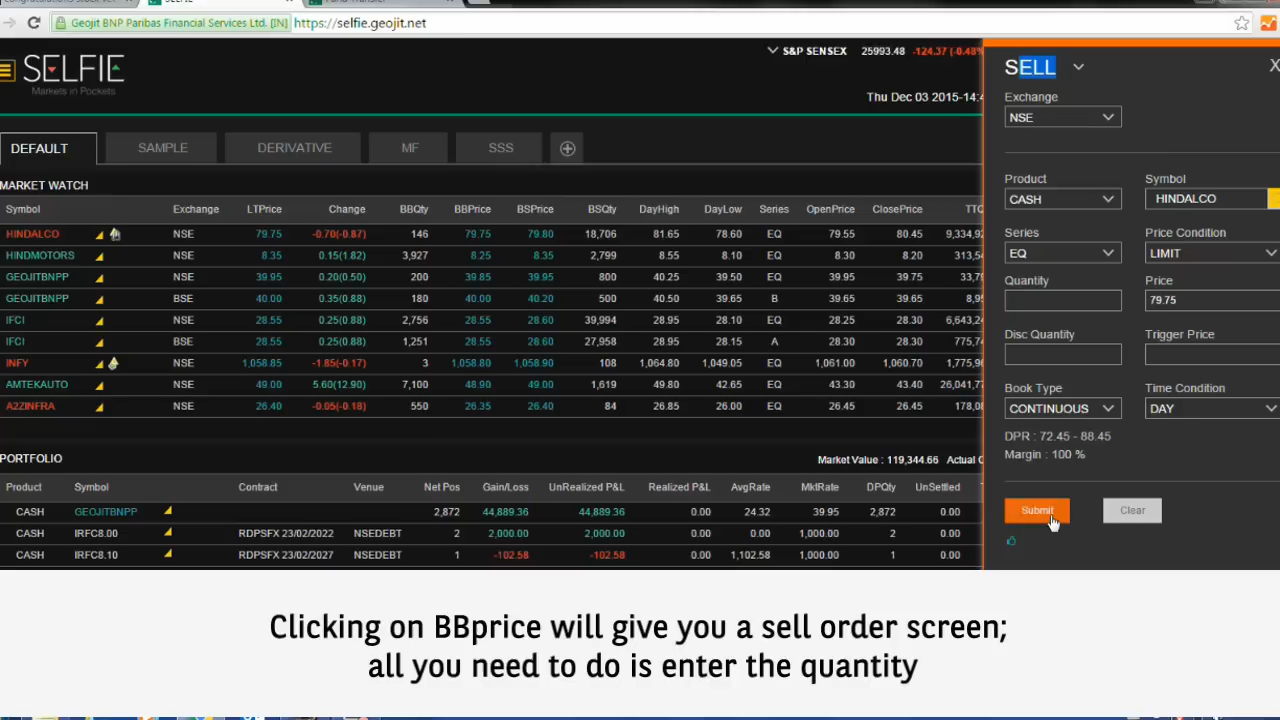 Geojit BNP Paribas Financial Services Ltd. [IN] https://selfie.geojit.net
SELFIE
Markets in Pockets
S&P SENSEX 25993.48 -124.37 (-0.48%
Thu Dec 03 2015-14:4
DEFAULT SAMPLE DERIVATIVE MF SSS
MARKET WATCH
Symbol Exchange LTPrice Change BBQty BBPrice BSPrice BSQty DayHigh DayLow Series OpenPrice ClosePrice TTQ
HINDALCO NSE 79.75 -0.70(-0.87) 146 79.75 79.80 18,706 81.65 78.60 EQ 79.55 80.45 9,334,92
HINDMOTORS NSE 8.35 0.15(1.82) 3,927 8.25 8.35 2,799 8.55 8.10 EQ 8.30 8.20 313,54
GEOJITBNPP NSE 39.95 0.20(0.50) 200 39.85 39.95 800 40.25 39.50 EQ 39.95 39.75 33,79
GEOJITBNPP BSE 40.00 0.35(0.88) 180 40.00 40.20 500 40.50 39.65 B 39.65 39.65 8,95
IFCI NSE 28.55 0.25(0.88) 2,756 28.55 28.60 39,994 28.95 28.10 EQ 28.25 28.30 6,643,24
IFCI BSE 28.55 0.25(0.88) 1,251 28.55 28.60 27,958 28.95 28.15 A 28.30 28.30 775,74
INFY NSE 1,058.85 -1.85(-0.17) 3 1,058.80 1,058.90 108 1,064.80 1,049.05 EQ 1,061.00 1,060.70 1,775,96
AMTEKAUTO NSE 49.00 5.60(12.90) 7,100 48.90 49.00 1,619 49.80 42.65 EQ 43.30 43.40 26,041,77
A2ZINFRA NSE 26.40 -0.05(-0.18) 550 26.35 26.40 84 26.85 26.00 EQ 26.45 26.45 178,08
PORTFOLIO Market Value : 119,344.66 Actual C
Product Symbol Contract Venue Net Pos Gain/Loss UnRealized P&L Realized P&L AvgRate MktRate DPQty UnSettled
CASH GEOJITBNPP 2,872 44,889.36 44,889.36 0.00 24.32 39.95 2,872 0.00
CASH IRFC8.00 RDPSFX 23/02/2022 NSEDEBT 2 2,000.00 2,000.00 0.00 0.00 1,000.00 2 0.00
CASH IRFC8.10 RDPSFX 23/02/2027 NSEDEBT 1 -102.58 -102.58 0.00 1,102.58 1,000.00 1 0.00
SELL X
Exchange
NSE
Product Symbol
CASH HINDALCO
Series Price Condition
EQ LIMIT
Quantity Price
79.75
Disc Quantity Trigger Price
Book Type Time Condition
CONTINUOUS DAY
DPR : 72.45 - 88.45
Margin : 100 %
Submit Clear
Clicking on BBprice will give you a sell order screen;
all you need to do is enter the quantity